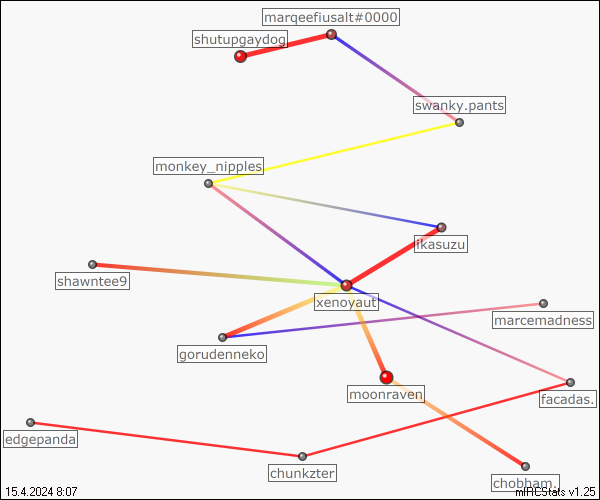 marqeefiusalt#0000
shutupgaydog
swanky.pants
monkey_nipples
ikasuzu
shawntee9
xenoyaut
marcemadness
gorudenneko
moonraven
facadas.
edgepanda
chunkzter
chobham.
15.4.2024 8:07
mIRCStats v1.25